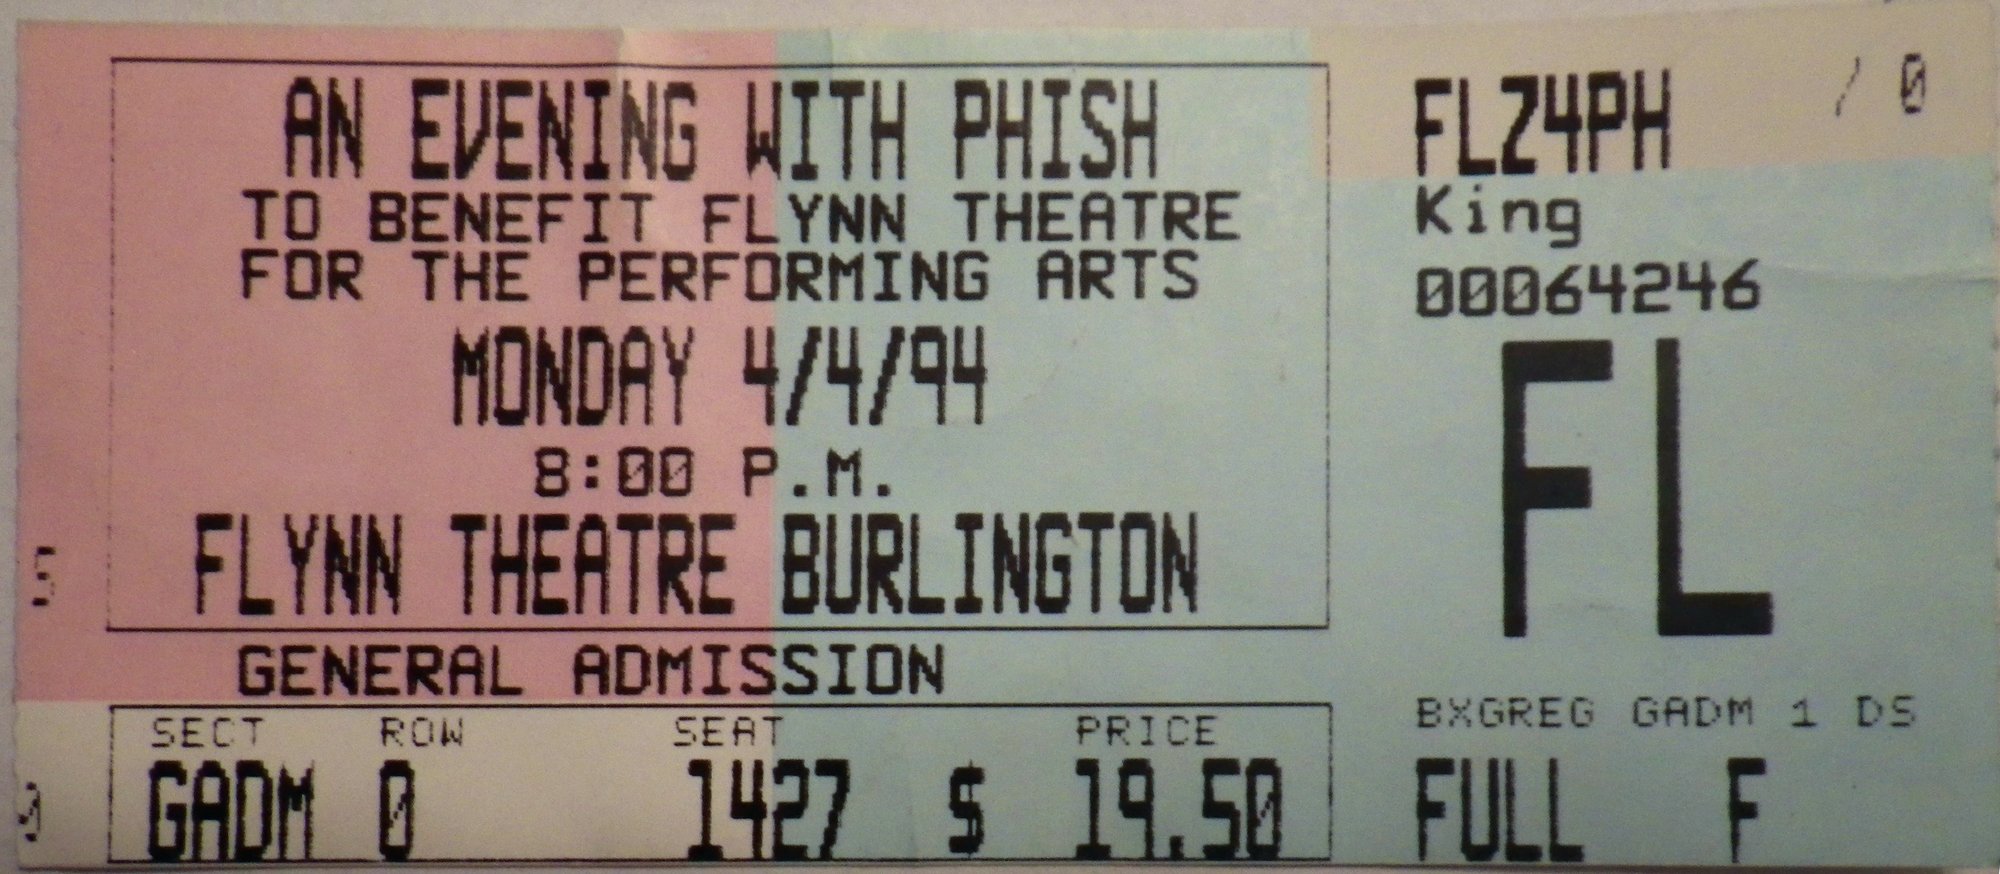 AN EVENING WITH PHISH
TO BENEFIT FLYNN THEATRE
FOR THE PERFORMING ARTS
MONDAY 4/4/94
8:00 P.M.
FLYNN THEATRE BURLINGTON
GENERAL ADMISSION
SECT ROW SEAT PRICE
GADM 0 1427 $ 19.50
FLZ4PH / 0
King
00064246
FL
BXGREG GADM 1 DS
FULL F